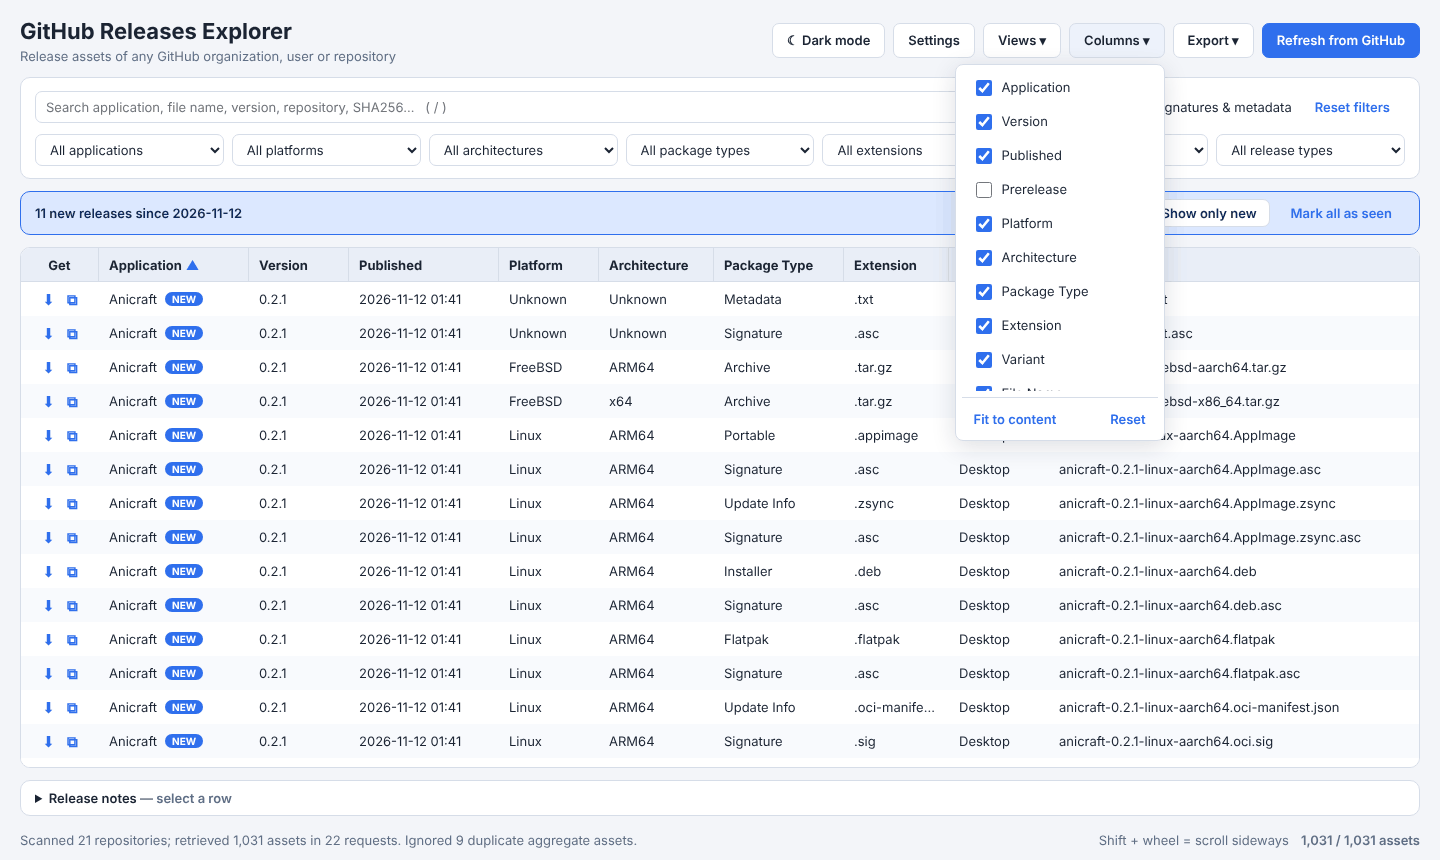 GitHub Releases Explorer
Release assets of any GitHub organization, user or repository
☾ Dark mode Settings Views ▾ Columns ▾ Export ▾ Refresh from GitHub
Search application, file name, version, repository, SHA256... ( / )
gnatures & metadata Reset filters
All applications All platforms All architectures All package types All extensions All release types
11 new releases since 2026-11-12
Show only new Mark all as seen
Application
Version
Published
Prerelease
Platform
Architecture
Package Type
Extension
Variant
Fit to content Reset
Get Application ▲ Version Published Platform Architecture Package Type Extension
Anicraft NEW 0.2.1 2026-11-12 01:41 Unknown Unknown Metadata .txt t
Anicraft NEW 0.2.1 2026-11-12 01:41 Unknown Unknown Signature .asc t.asc
Anicraft NEW 0.2.1 2026-11-12 01:41 FreeBSD ARM64 Archive .tar.gz ebsd-aarch64.tar.gz
Anicraft NEW 0.2.1 2026-11-12 01:41 FreeBSD x64 Archive .tar.gz ebsd-x86_64.tar.gz
Anicraft NEW 0.2.1 2026-11-12 01:41 Linux ARM64 Portable .appimage ux-aarch64.AppImage
Anicraft NEW 0.2.1 2026-11-12 01:41 Linux ARM64 Signature .asc Desktop anicraft-0.2.1-linux-aarch64.AppImage.asc
Anicraft NEW 0.2.1 2026-11-12 01:41 Linux ARM64 Update Info .zsync Desktop anicraft-0.2.1-linux-aarch64.AppImage.zsync
Anicraft NEW 0.2.1 2026-11-12 01:41 Linux ARM64 Signature .asc Desktop anicraft-0.2.1-linux-aarch64.AppImage.zsync.asc
Anicraft NEW 0.2.1 2026-11-12 01:41 Linux ARM64 Installer .deb Desktop anicraft-0.2.1-linux-aarch64.deb
Anicraft NEW 0.2.1 2026-11-12 01:41 Linux ARM64 Signature .asc Desktop anicraft-0.2.1-linux-aarch64.deb.asc
Anicraft NEW 0.2.1 2026-11-12 01:41 Linux ARM64 Flatpak .flatpak Desktop anicraft-0.2.1-linux-aarch64.flatpak
Anicraft NEW 0.2.1 2026-11-12 01:41 Linux ARM64 Signature .asc Desktop anicraft-0.2.1-linux-aarch64.flatpak.asc
Anicraft NEW 0.2.1 2026-11-12 01:41 Linux ARM64 Update Info .oci-manife... Desktop anicraft-0.2.1-linux-aarch64.oci-manifest.json
Anicraft NEW 0.2.1 2026-11-12 01:41 Linux ARM64 Signature .sig Desktop anicraft-0.2.1-linux-aarch64.oci.sig
▶ Release notes — select a row
Scanned 21 repositories; retrieved 1,031 assets in 22 requests. Ignored 9 duplicate aggregate assets.
Shift + wheel = scroll sideways 1,031 / 1,031 assets